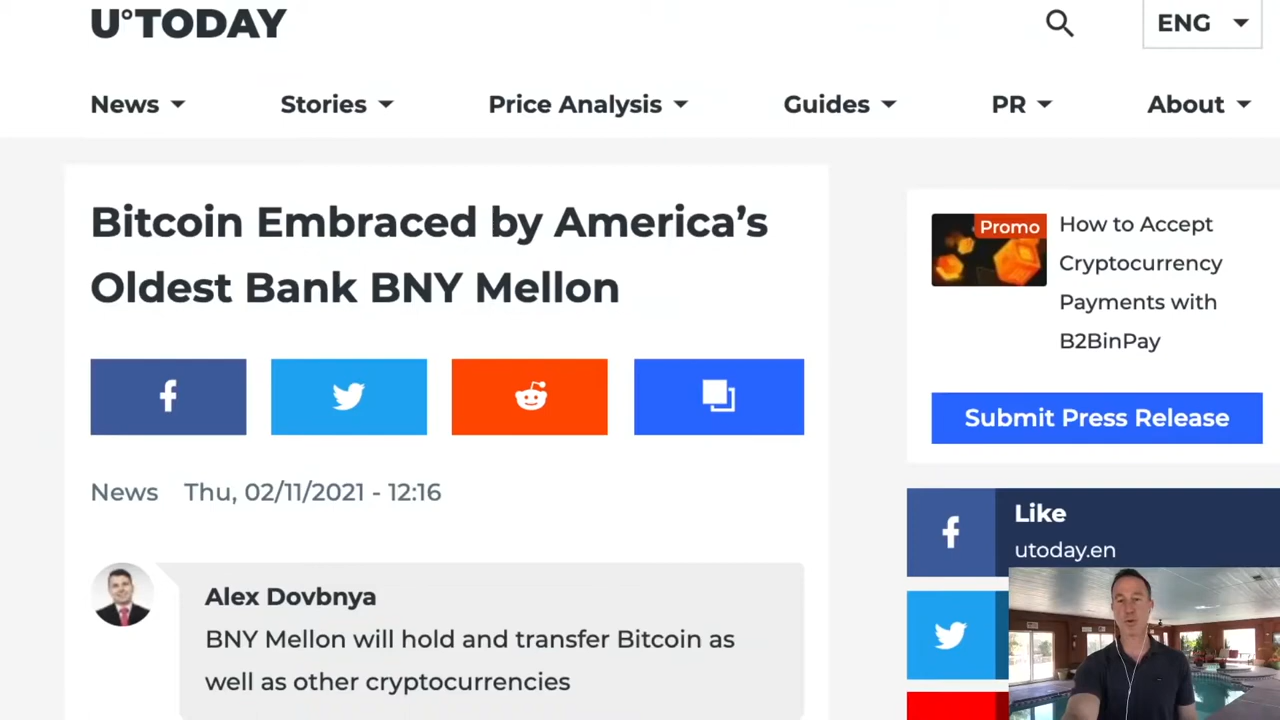 U°TODAY
ENG
News
Stories
Price Analysis
Guides
PR
About
Bitcoin Embraced by America’s
Oldest Bank BNY Mellon
News Thu, 02/11/2021 - 12:16
Alex Dovbnya
BNY Mellon will hold and transfer Bitcoin as
well as other cryptocurrencies
Promo
How to Accept
Cryptocurrency
Payments with
B2BinPay
Submit Press Release
Like
utoday.en